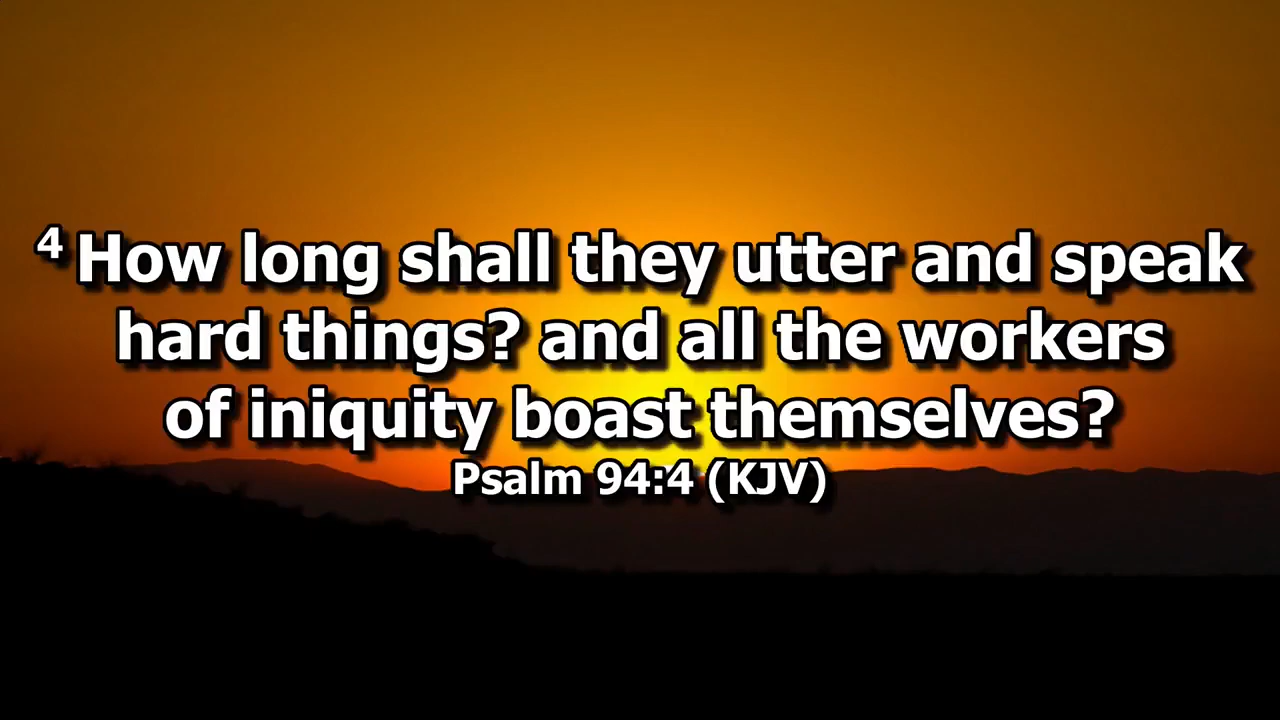 4 How long shall they utter and speak
hard things? and all the workers
of iniquity boast themselves?
Psalm 94:4 (KJV)